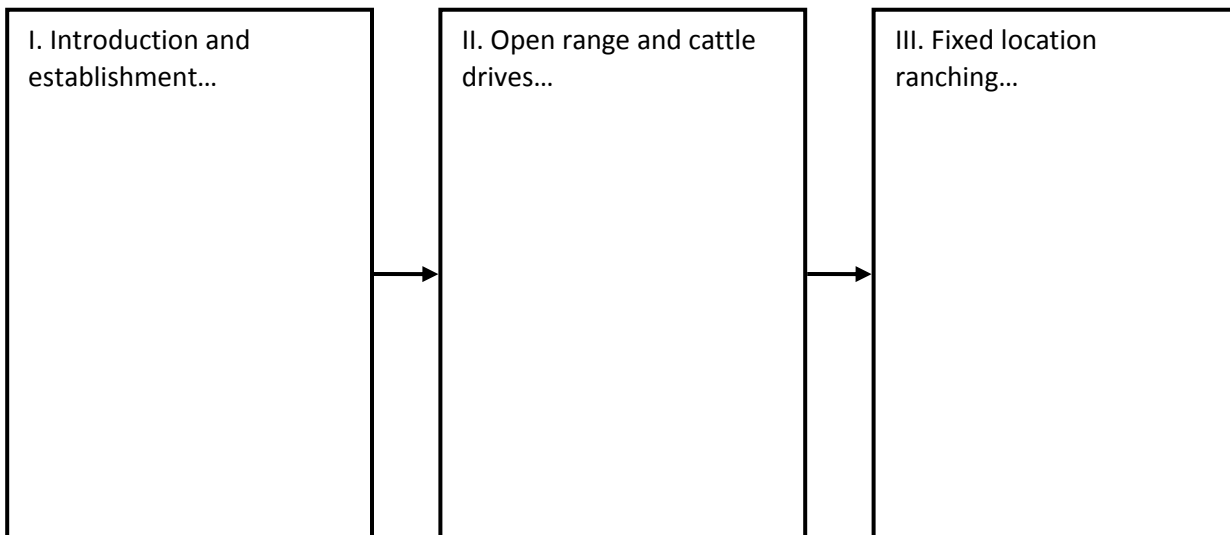 I. Introduction and
establishment…
II. Open range and cattle
drives…
III. Fixed location
ranching…